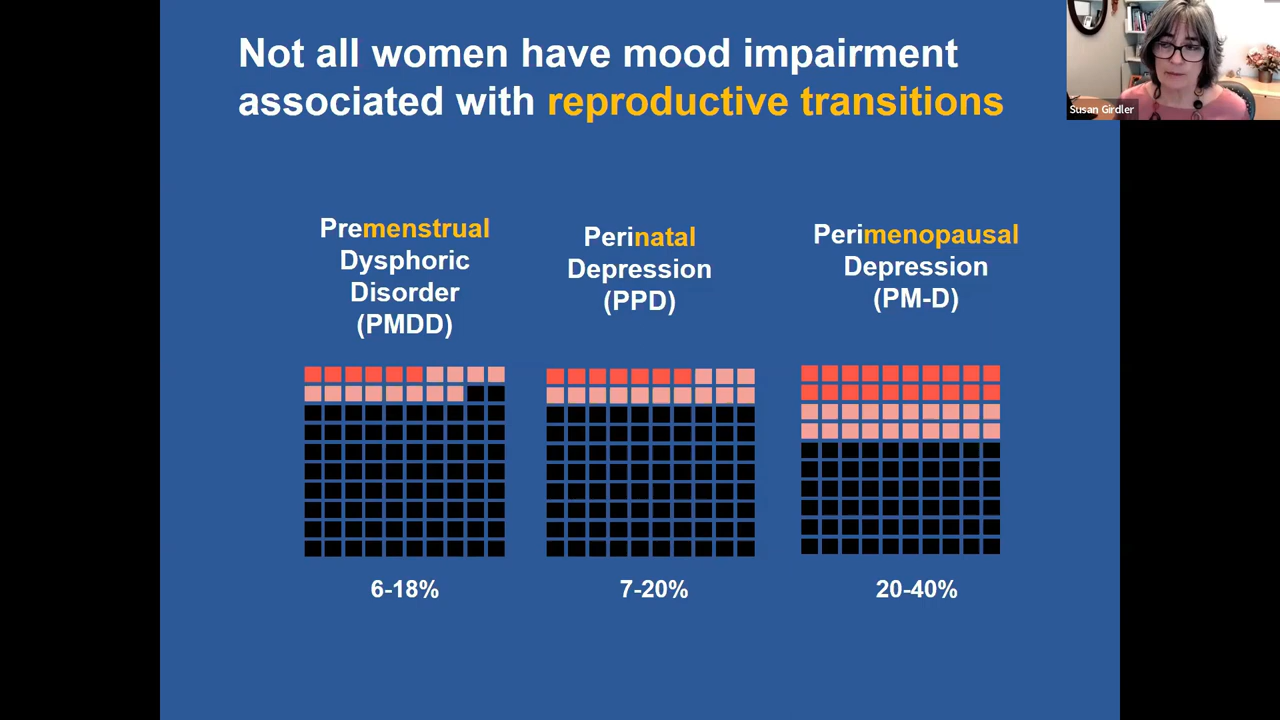 Not all women have mood impairment
associated with reproductive transitions
Susan Girdler
Premenstrual
Dysphoric
Disorder
(PMDD)
Perinatal
Depression
(PPD)
Perimenopausal
Depression
(PM-D)
6-18%
7-20%
20-40%